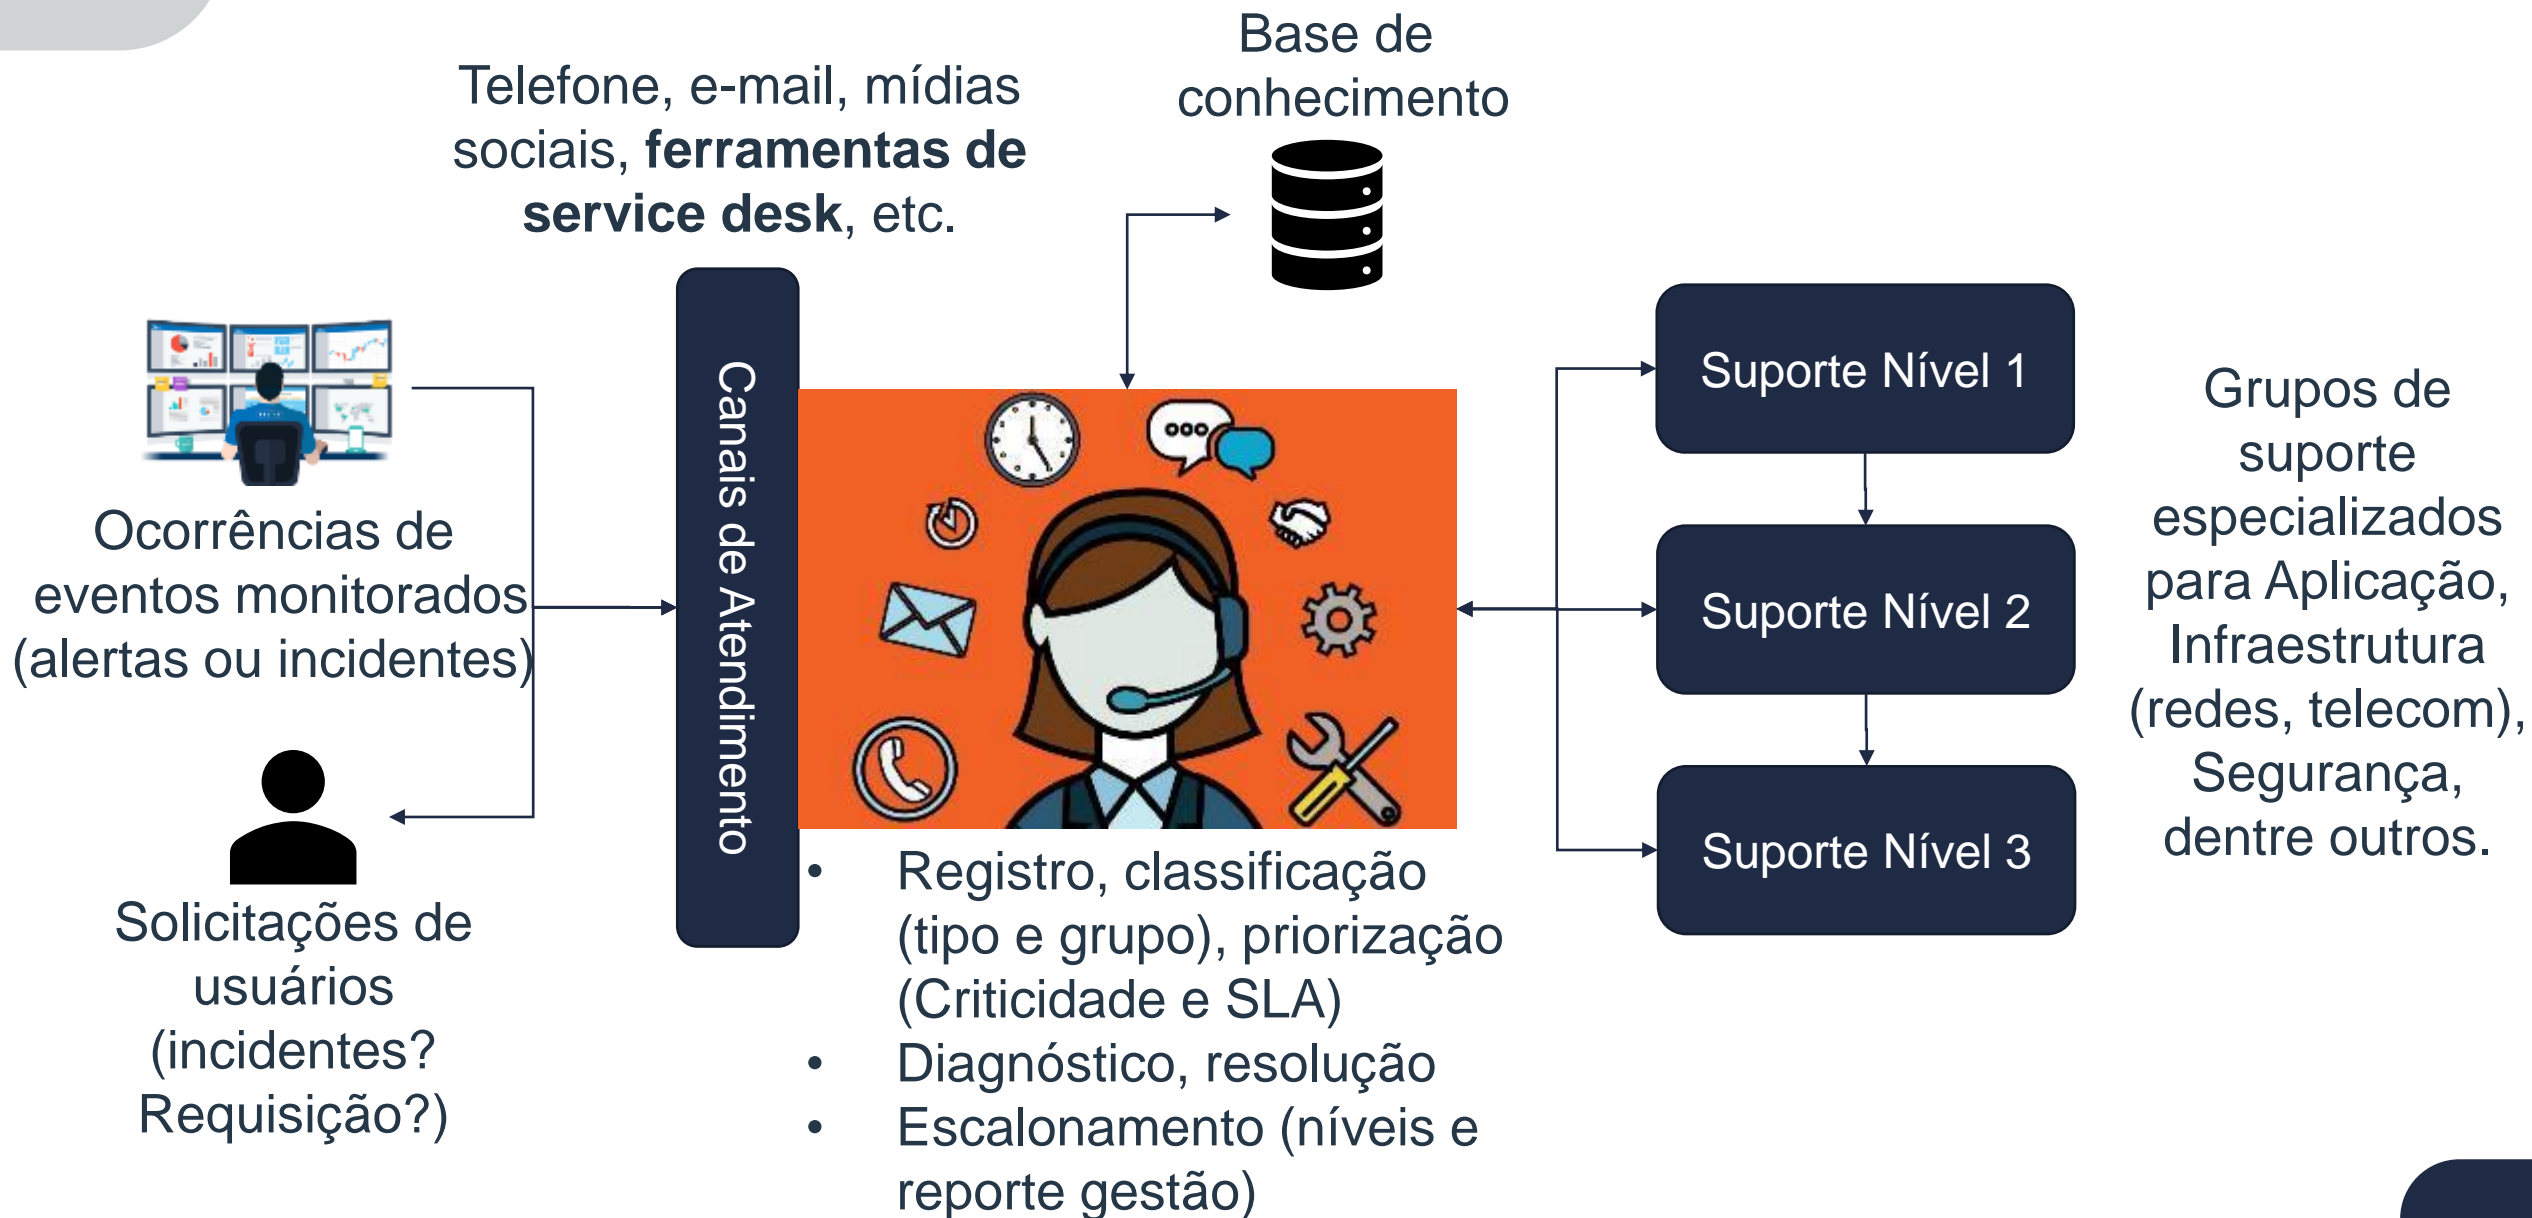 Base de
conhecimento
Telefone, e-mail, mídias
sociais, ferramentas de
service desk, etc.
Ocorrências de
eventos monitorados
(alertas ou incidentes)
Solicitações de
usuários
(incidentes?
Requisição?)
Canais de Atendimento
Registro, classificação
(tipo e grupo), priorização
(Criticidade e SLA)
Diagnóstico, resolução
Escalonamento (níveis e
reporte gestão)
Suporte Nível 1
Suporte Nível 2
Suporte Nível 3
Grupos de
suporte
especializados
para Aplicação,
Infraestrutura
(redes, telecom),
Segurança,
dentre outros.